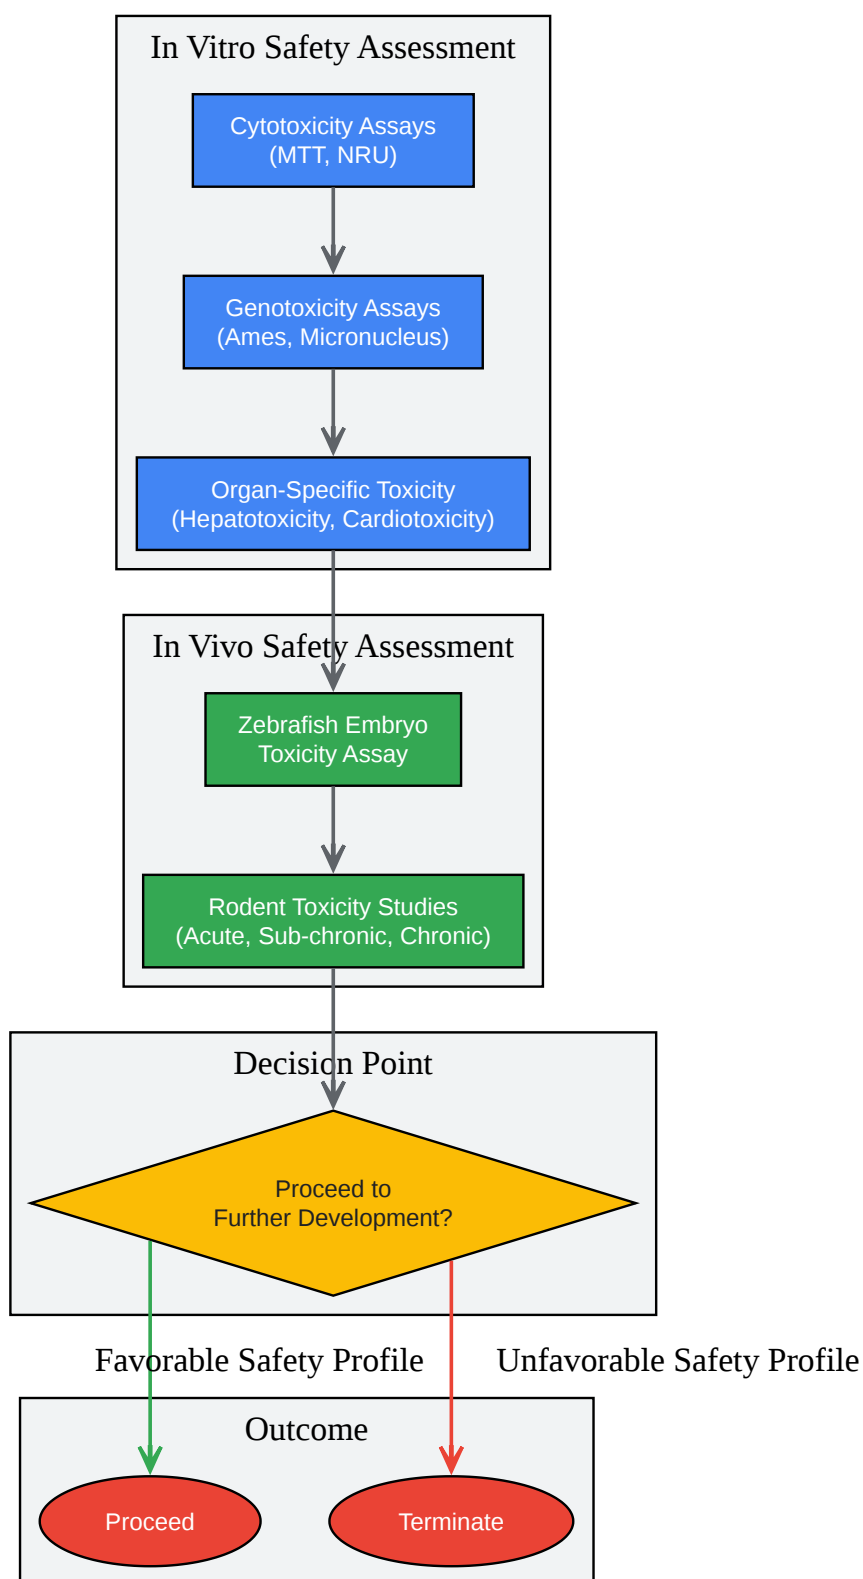 In Vitro Safety Assessment
Cytotoxicity Assays
(MTT, NRU)
Genotoxicity Assays
(Ames, Micronucleus)
Organ-Specific Toxicity
(Hepatotoxicity, Cardiotoxicity)
In Vivo Safety Assessment
Zebrafish Embryo
Toxicity Assay
Rodent Toxicity Studies
(Acute, Sub-chronic, Chronic)
Decision Point
Proceed to
Further Development?
Favorable Safety Profile
Unfavorable Safety Profile
Outcome
Proceed
Terminate